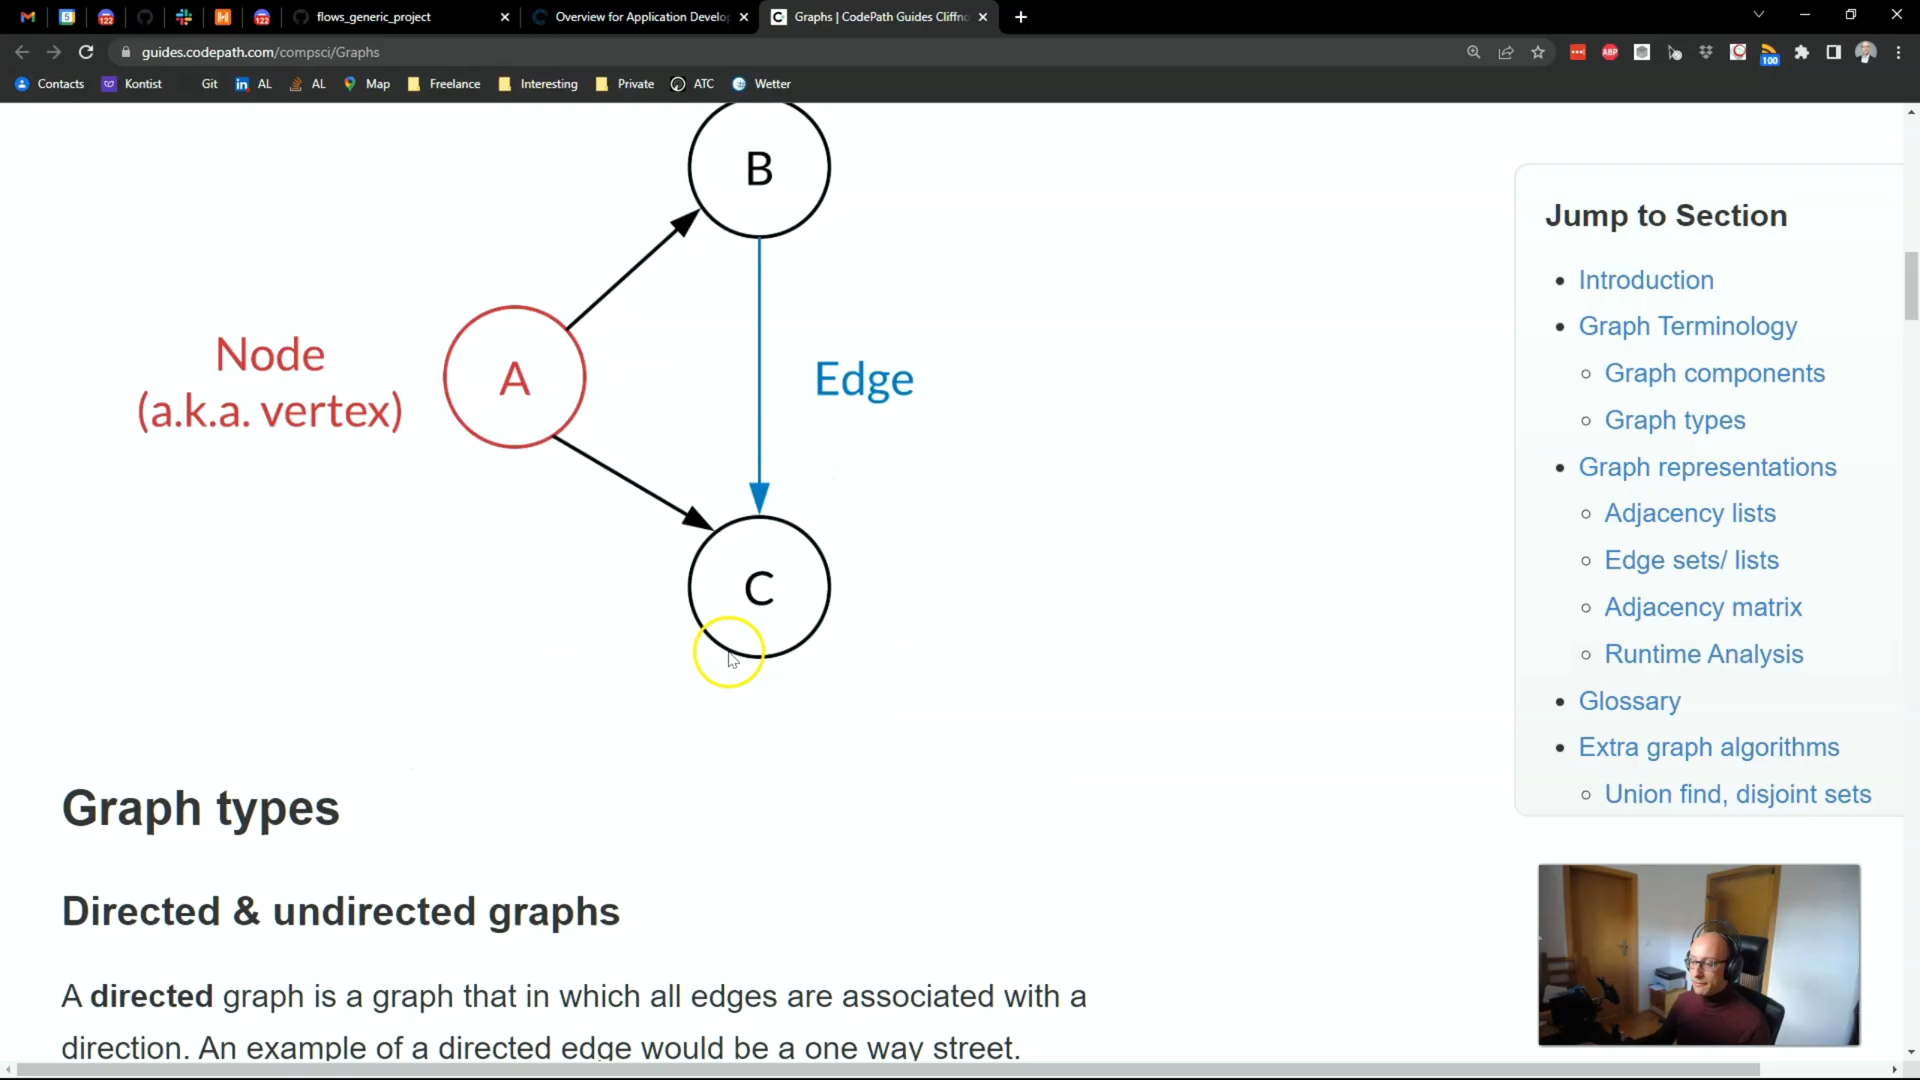 flows_generic_project
Overview for Application Develo
Graphs | CodePath Guides Cliffno
guides.codepath.com/compsci/Graphs
100
Contacts
Kontist
Git
AL
AL
Map
Freelance
Interesting
Private
ATC
Wetter
B
Node
(a.k.a. vertex)
A
Edge
C
Graph types
Directed & undirected graphs
A directed graph is a graph that in which all edges are associated with a
direction. An example of a directed edge would be a one way street.
Jump to Section
Introduction
Graph Terminology
Graph components
Graph types
Graph representations
Adjacency lists
Edge sets/ lists
Adjacency matrix
Runtime Analysis
Glossary
Extra graph algorithms
Union find, disjoint sets